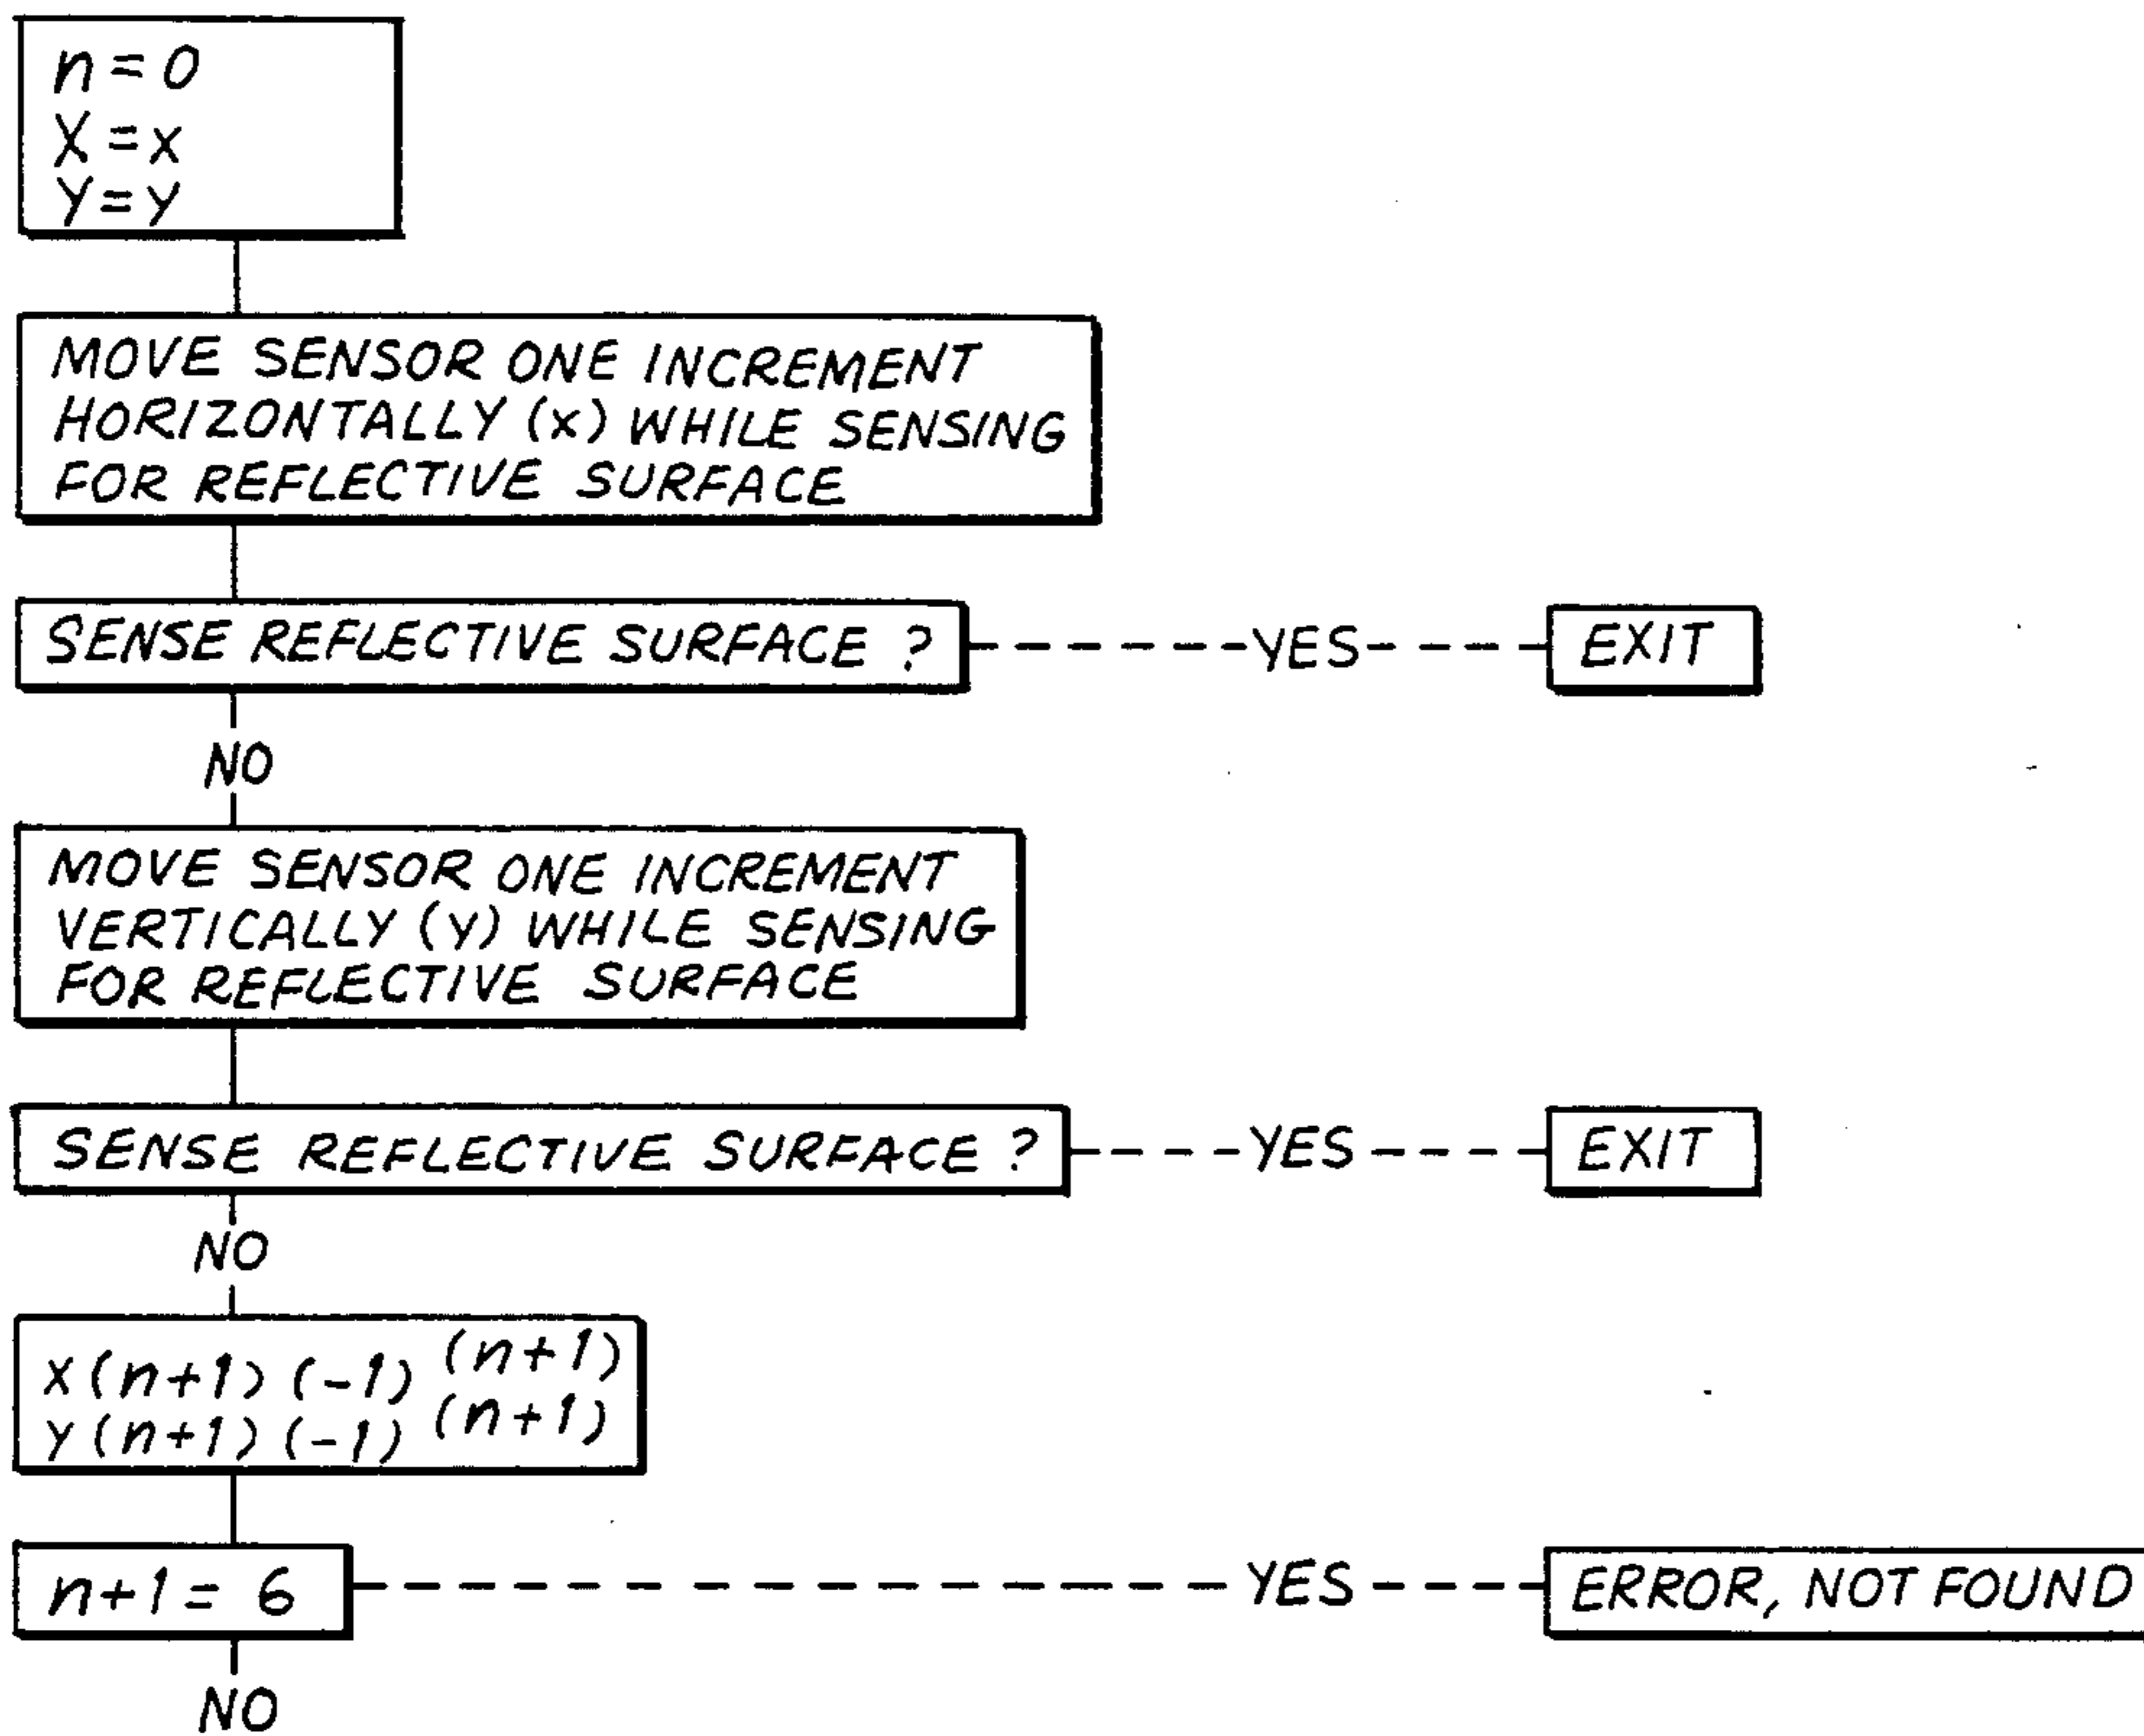 n = 0
X = x
Y = y
MOVE SENSOR ONE INCREMENT
HORIZONTALLY (x) WHILE SENSING
FOR REFLECTIVE SURFACE
SENSE REFLECTIVE SURFACE ?
YES
EXIT
NO
MOVE SENSOR ONE INCREMENT
VERTICALLY (y) WHILE SENSING
FOR REFLECTIVE SURFACE
SENSE REFLECTIVE SURFACE ?
YES
EXIT
NO
x (n+1) (-1) (n+1)
y (n+1) (-1) (n+1)
n+1 = 6
YES
ERROR, NOT FOUND
NO